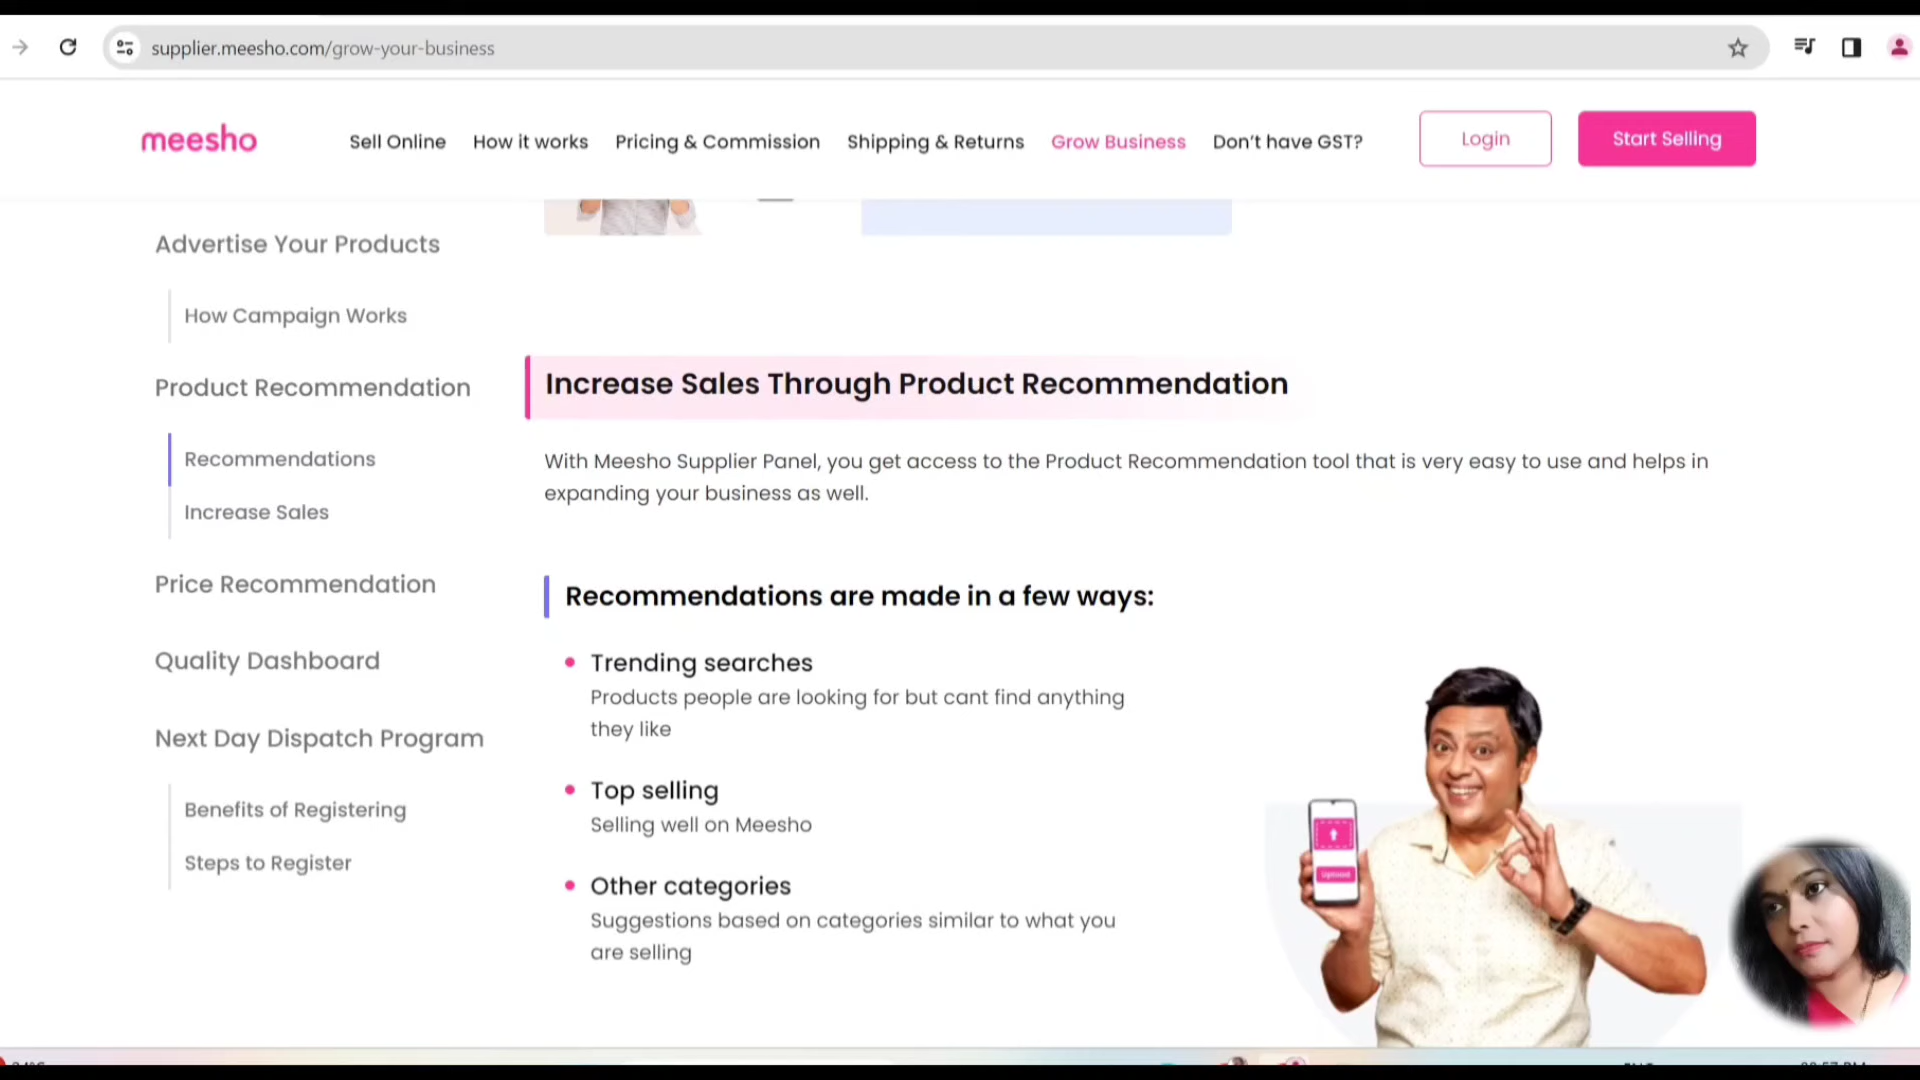 supplier.meesho.com/grow-your-business
meesho
Sell Online
How it works
Pricing & Commission
Shipping & Returns
Grow Business
Don't have GST?
Login
Start Selling
Advertise Your Products
How Campaign Works
Product Recommendation
Recommendations
Increase Sales
Price Recommendation
Quality Dashboard
Next Day Dispatch Program
Benefits of Registering
Steps to Register
Increase Sales Through Product Recommendation
With Meesho Supplier Panel, you get access to the Product Recommendation tool that is very easy to use and helps in
expanding your business as well.
Recommendations are made in a few ways:
Trending searches
Products people are looking for but cant find anything
they like
Top selling
Selling well on Meesho
Other categories
Suggestions based on categories similar to what you
are selling
Upload